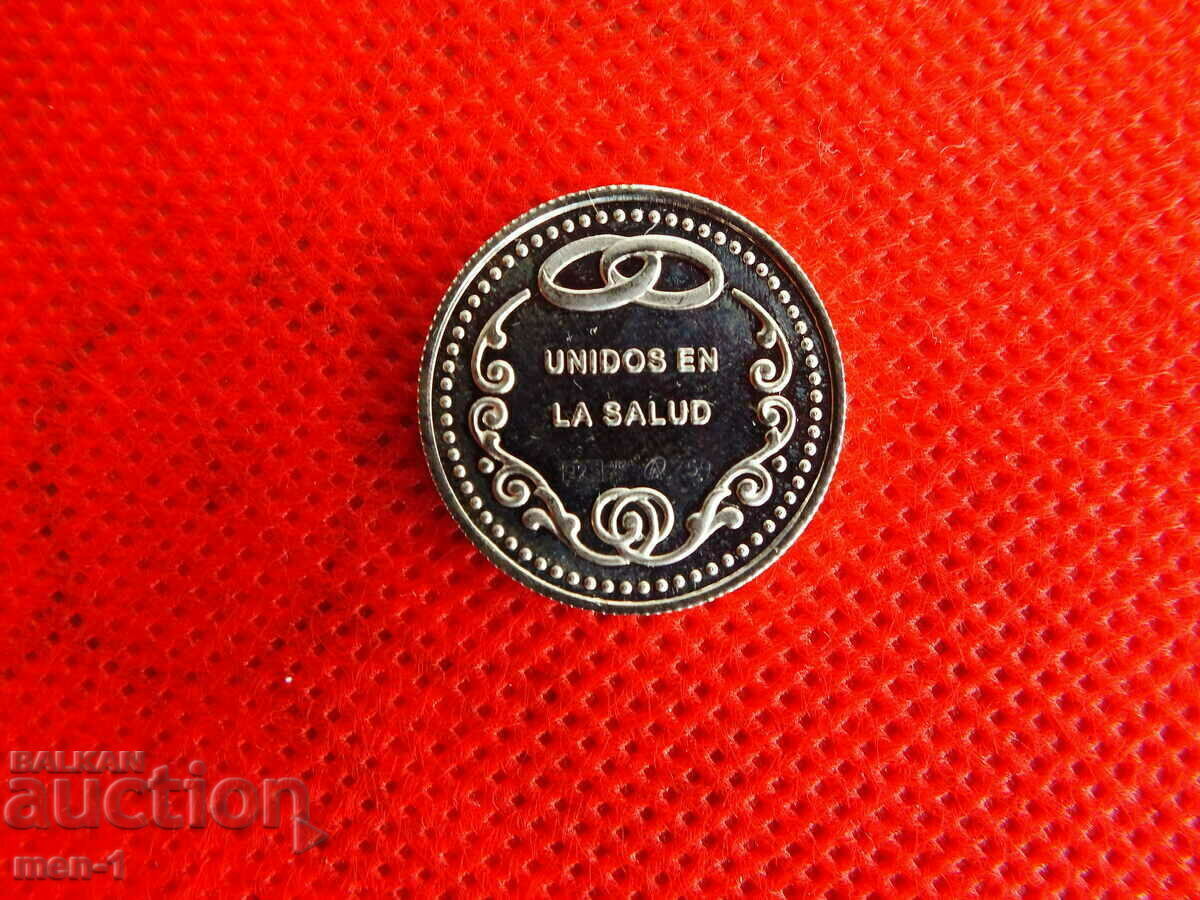 UNIDOS EN
LA SALUD
BALKAN
auction
men-1